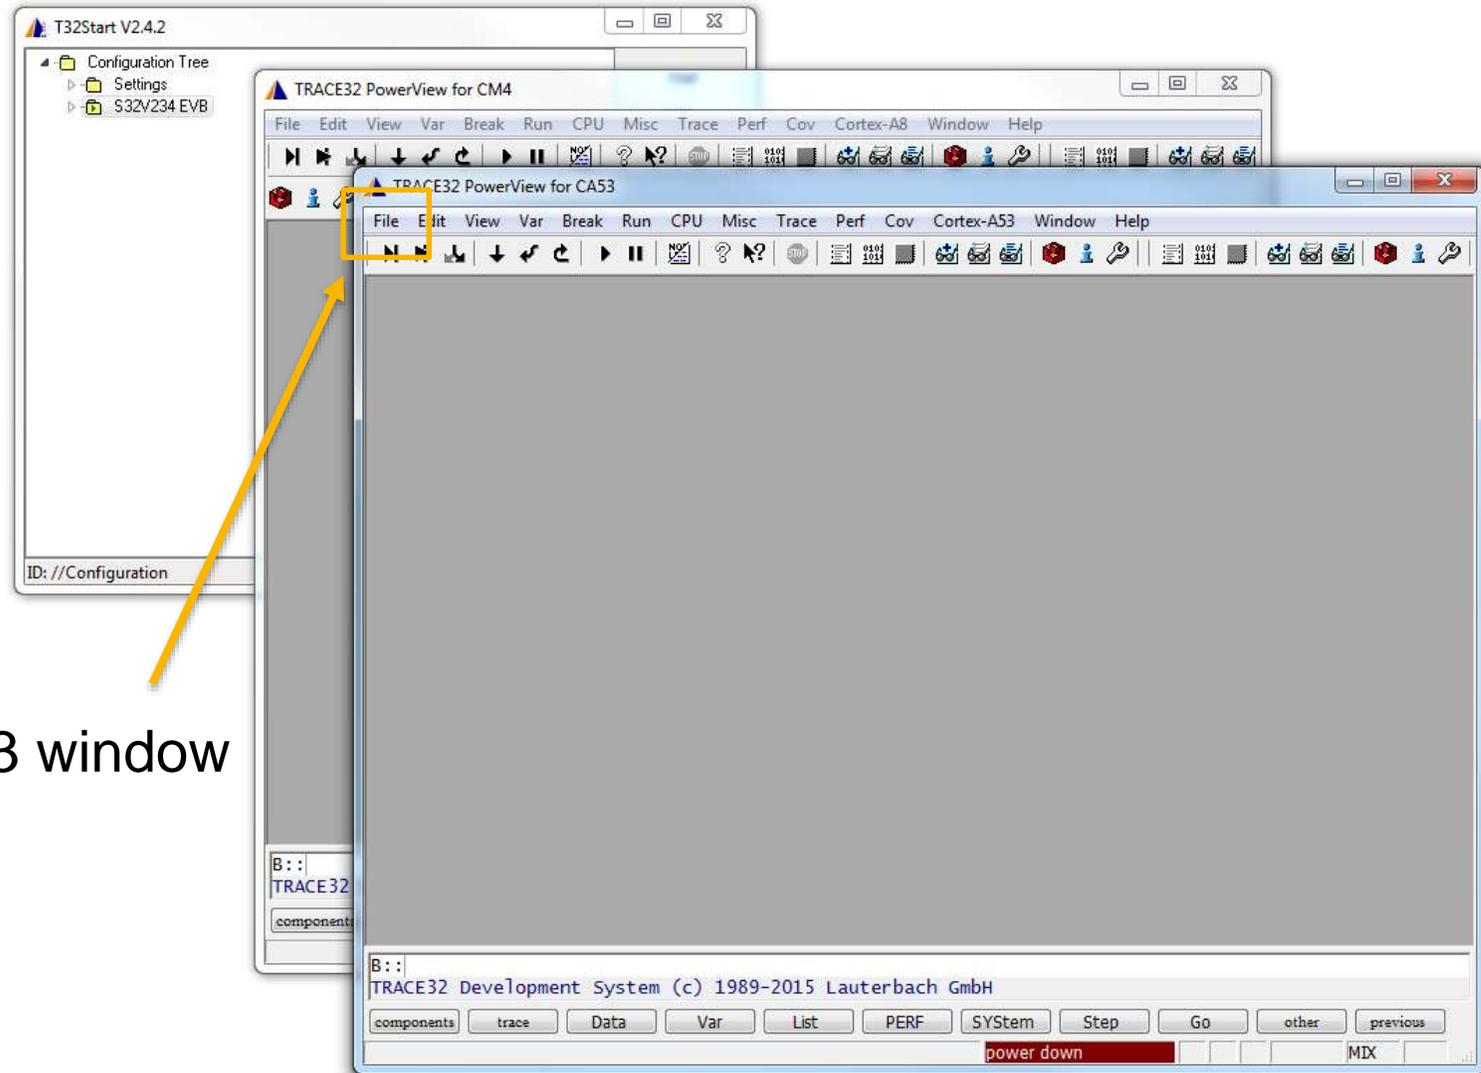 T32Start V2.4.2
Configuration Tree
Settings
S32V234 EVB
ID: //Configuration
TRACE32 PowerView for CM4
File Edit View Var Break Run CPU Misc Trace Perf Cov Cortex-A8 Window Help
TRACE32 PowerView for CA53
File Edit View Var Break Run CPU Misc Trace Perf Cov Cortex-A53 Window Help
3 window
B::
TRACE32
components
B::
TRACE32 Development System (c) 1989-2015 Lauterbach GmbH
components trace Data Var List PERF SYStem Step Go other previous
power down MIX